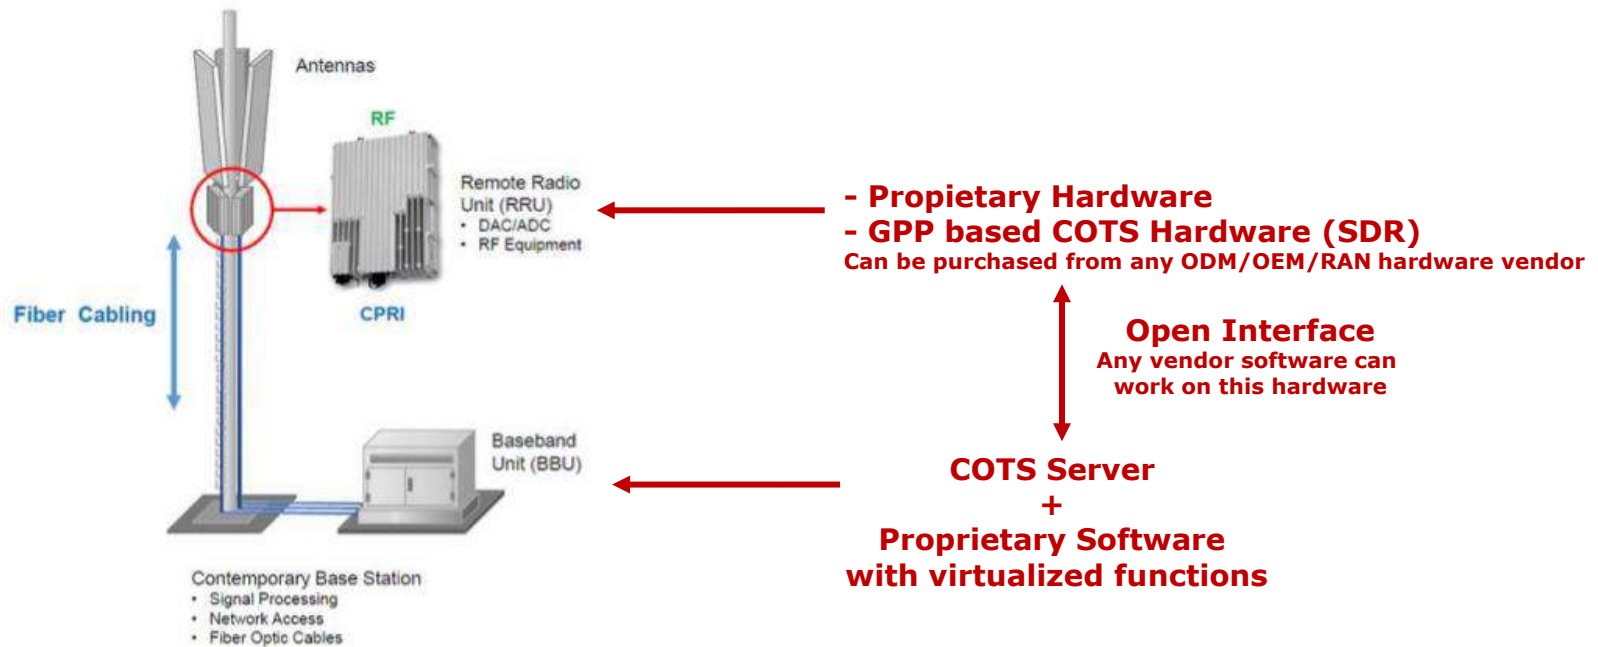 Antennas
RF
Remote Radio
Unit (RRU)
• DAC/ADC
• RF Equipment
CPRI
Fiber Cabling
Baseband
Unit (BBU)
Contemporary Base Station
• Signal Processing
• Network Access
• Fiber Optic Cables
- Propietary Hardware
- GPP based COTS Hardware (SDR)
Can be purchased from any ODM/OEM/RAN hardware vendor
Open Interface
Any vendor software can
work on this hardware
COTS Server
+
Proprietary Software
with virtualized functions